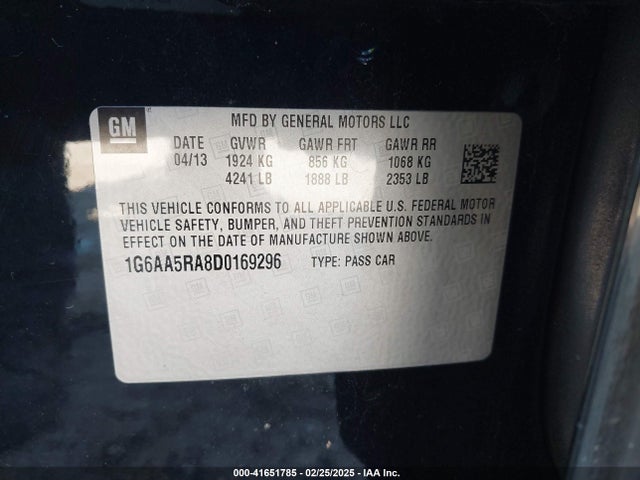 GM
MFD BY GENERAL MOTORS LLC
DATE GVWR GAWR FRT GAWR RR
04/13 1924 KG 856 KG 1068 KG
4241 LB 1888 LB 2353 LB
THIS VEHICLE CONFORMS TO ALL APPLICABLE U.S. FEDERAL MOTOR
VEHICLE SAFETY, BUMPER, AND THEFT PREVENTION STANDARDS IN
EFFECT ON THE DATE OF MANUFACTURE SHOWN ABOVE.
1G6AA5RA8D0169296 TYPE: PASS CAR
000-41651785 - 02/25/2025 - IAA Inc.